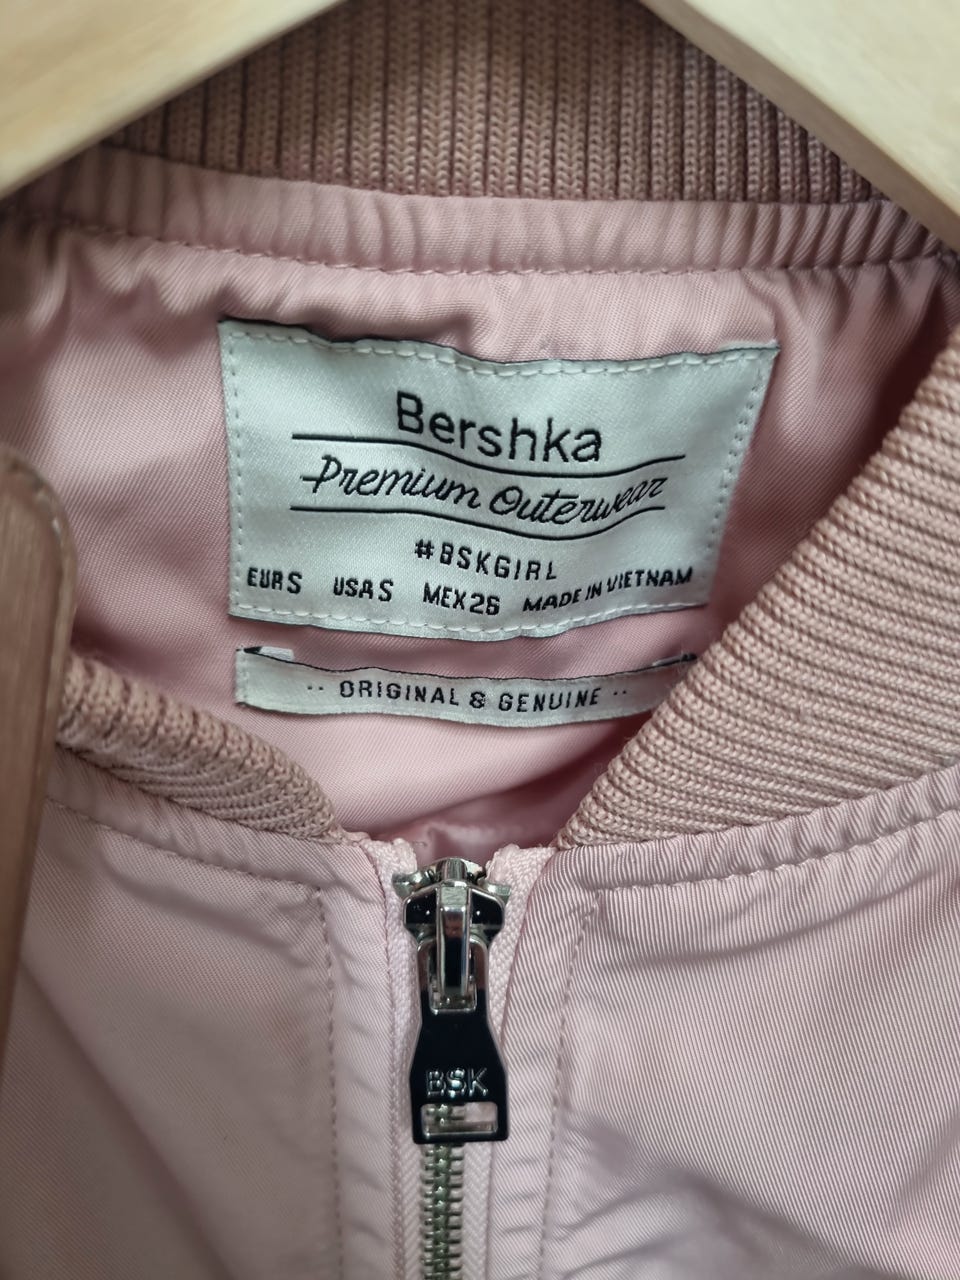 Bershka
Premium Outerwear
#BSKGIRL
EUR S USA S MEX 26 MADE IN VIETNAM
·· ORIGINAL & GENUINE ··
BSK